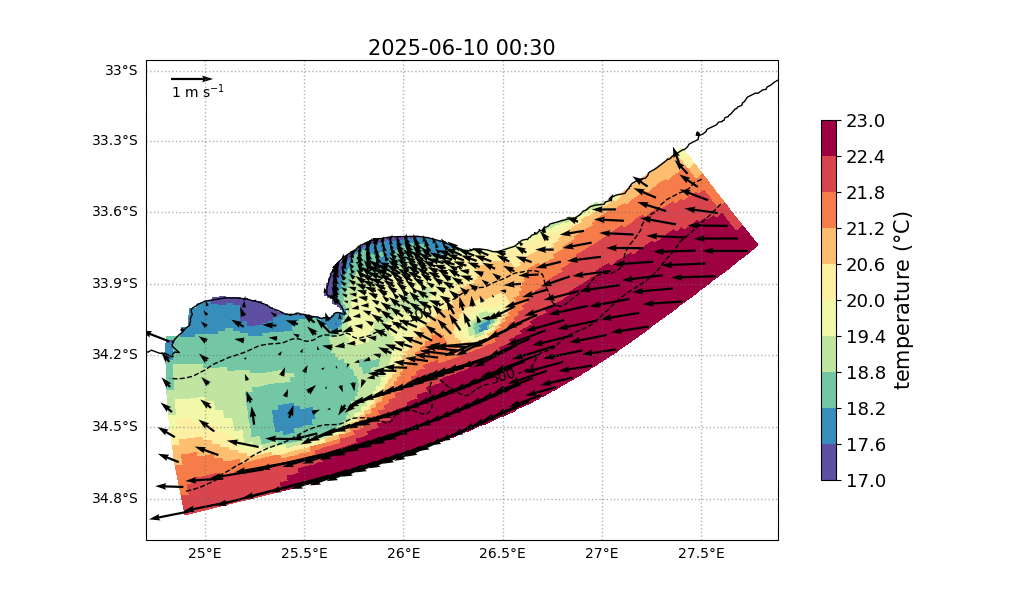 2025-06-10 00:30
1 m s⁻¹
33°S
33.3°S
33.6°S
33.9°S
34.2°S
34.5°S
34.8°S
25°E
25.5°E
26°E
26.5°E
27°E
27.5°E
500
23.0
22.4
21.8
21.2
20.6
20.0
19.4
18.8
18.2
17.6
17.0
temperature (°C)